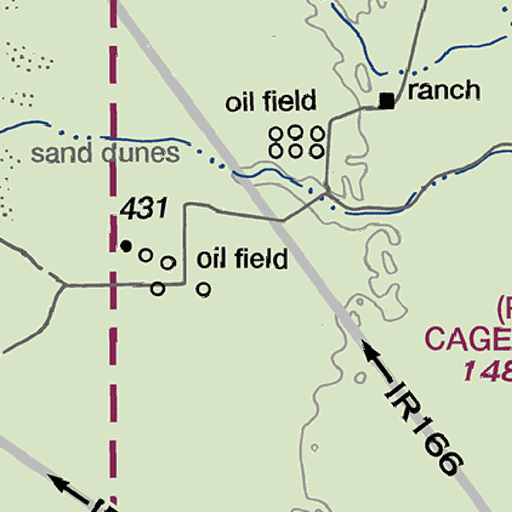 ranch
oil field
sand dunes
431
oil field
CAGE
148
IR166